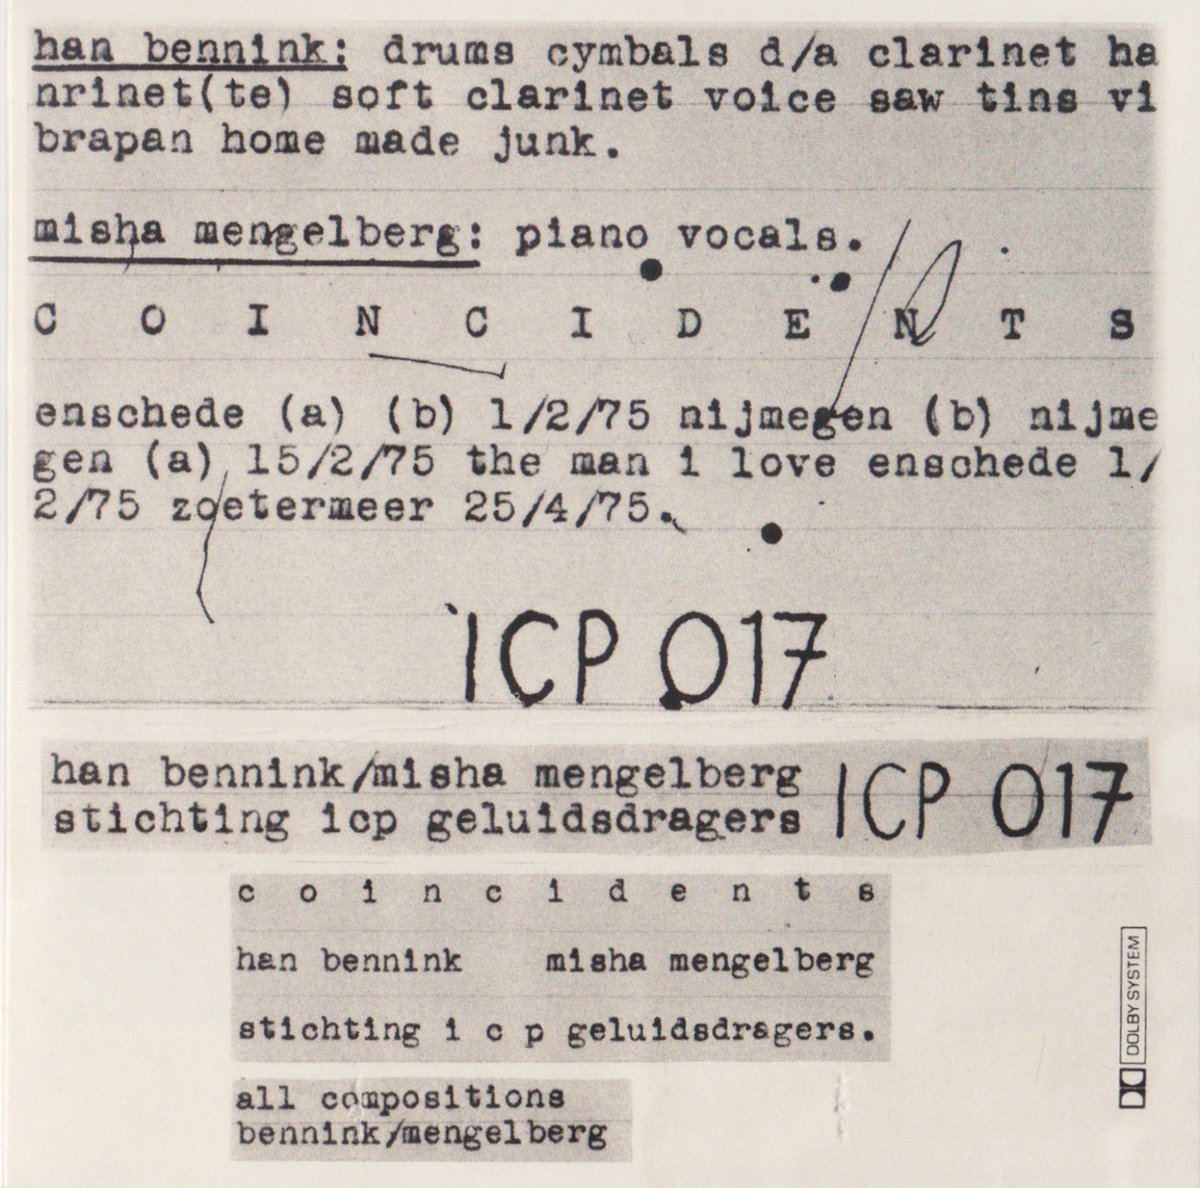 han bennink: drums cymbals d/a clarinet ha
nrinet(te) soft clarinet voice saw tins vi
brapan home made junk.
misha mengelberg: piano vocals.
C O I N C I D E N T S
enschede (a) (b) 1/2/75 nijmegen (b) nijme
gen (a) 15/2/75 the man i love enschede 1/
2/75 zoetermeer 25/4/75.
ICP 017
han bennink/misha mengelberg ICP 017
stichting icp geluidsdragers
c o i n c i d e n t s
han bennink misha mengelberg
stichting i c p geluidsdragers.
all compositions
bennink/mengelberg
DOLBY SYSTEM